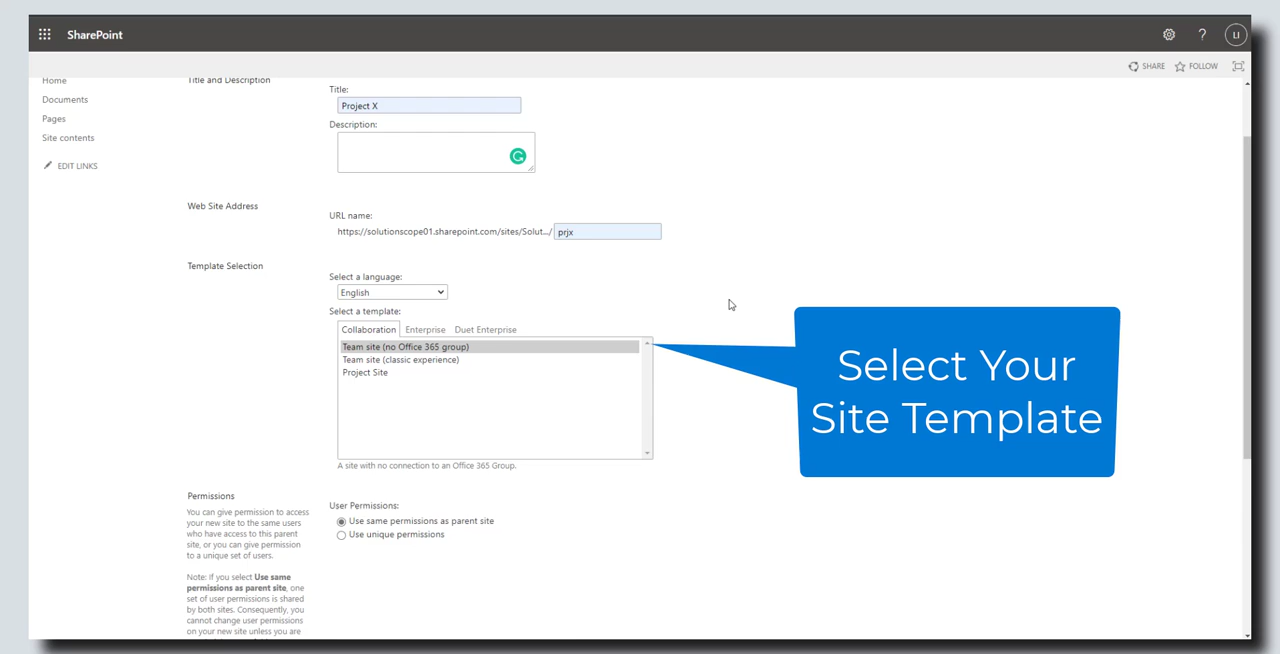 SharePoint
?
LI
SHARE
FOLLOW
Home
Documents
Pages
Site contents
EDIT LINKS
Title and Description
Title:
Project X
Description:
Web Site Address
URL name:
https://solutionscope01.sharepoint.com/sites/Solut.../
prjx
Template Selection
Select a language:
English
Select a template:
Collaboration
Enterprise
Duet Enterprise
Team site (no Office 365 group)
Team site (classic experience)
Project Site
A site with no connection to an Office 365 Group.
Select Your
Site Template
Permissions
You can give permission to access
your new site to the same users
who have access to this parent
site, or you can give permission
to a unique set of users.
Note: If you select Use same
permissions as parent site, one
set of user permissions is shared
by both sites. Consequently, you
cannot change user permissions
on your new site unless you are
User Permissions:
Use same permissions as parent site
Use unique permissions